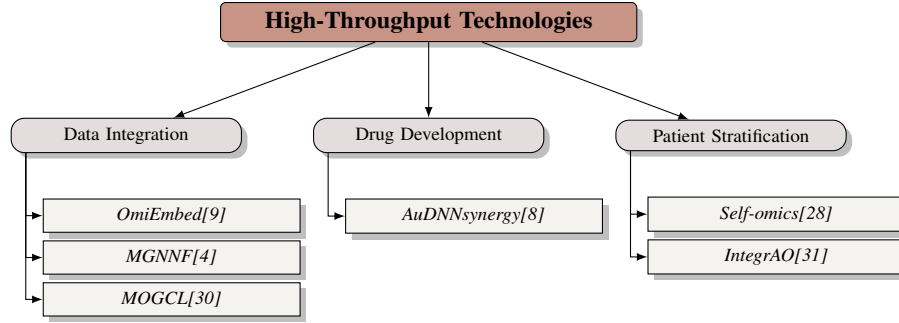 High-Throughput Technologies
Data Integration
Drug Development
Patient Stratification
OmiEmbed[9]
AuDNNsynergy[8]
Self-omics[28]
MGNNF[4]
IntegrAO[31]
MOGCL[30]